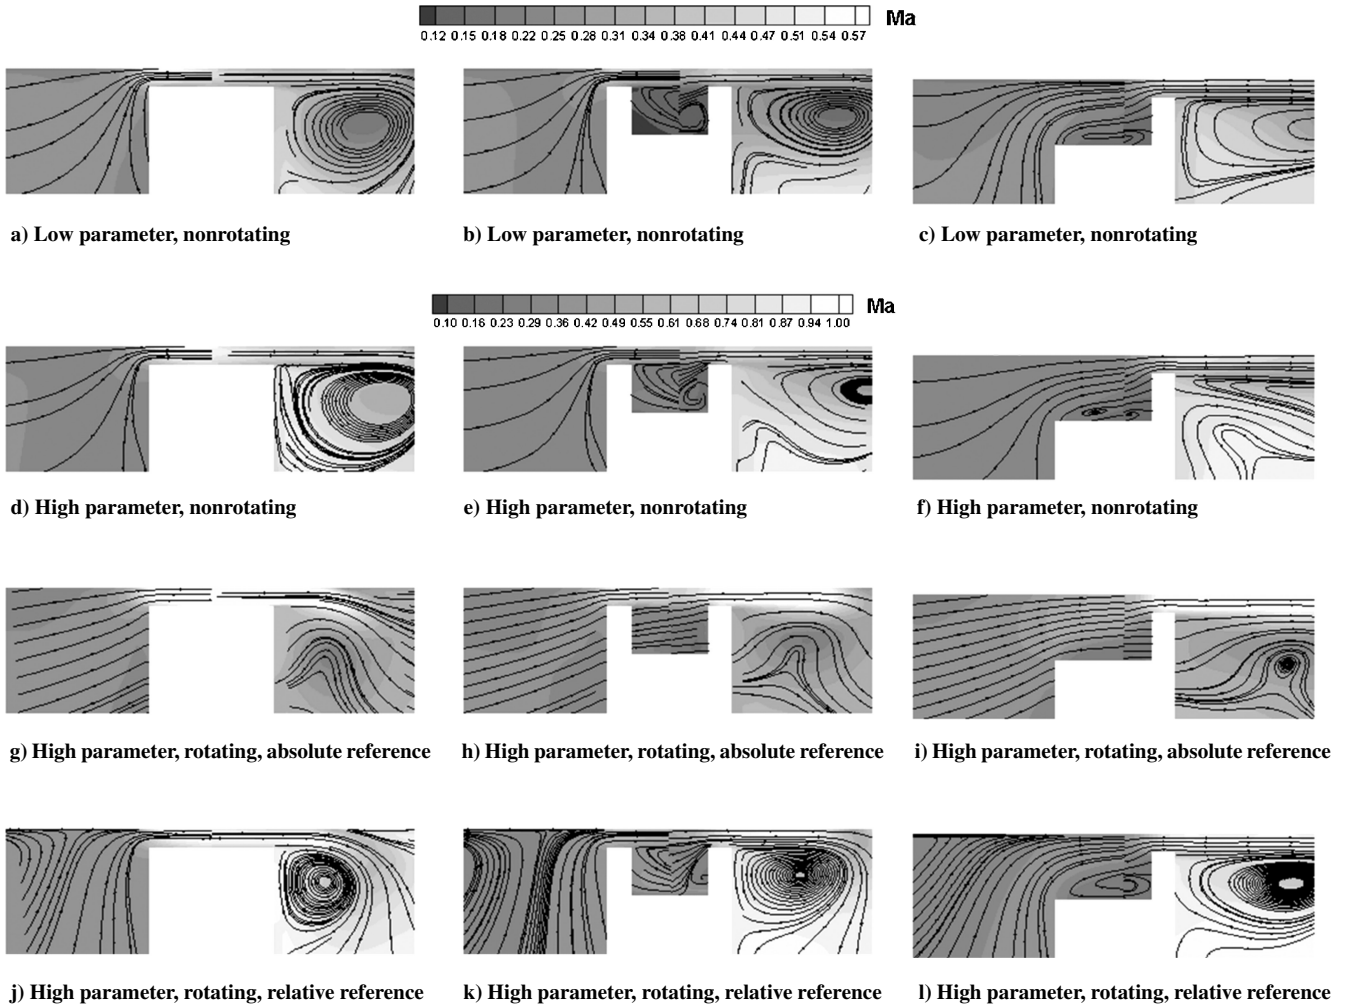 Ma
0.12 0.15 0.18 0.22 0.25 0.28 0.31 0.34 0.38 0.41 0.44 0.47 0.51 0.54 0.57
a) Low parameter, nonrotating
b) Low parameter, nonrotating
c) Low parameter, nonrotating
Ma
0.10 0.16 0.23 0.29 0.36 0.42 0.49 0.55 0.61 0.68 0.74 0.81 0.87 0.94 1.00
d) High parameter, nonrotating
e) High parameter, nonrotating
f) High parameter, nonrotating
g) High parameter, rotating, absolute reference
h) High parameter, rotating, absolute reference
i) High parameter, rotating, absolute reference
j) High parameter, rotating, relative reference
k) High parameter, rotating, relative reference
l) High parameter, rotating, relative reference